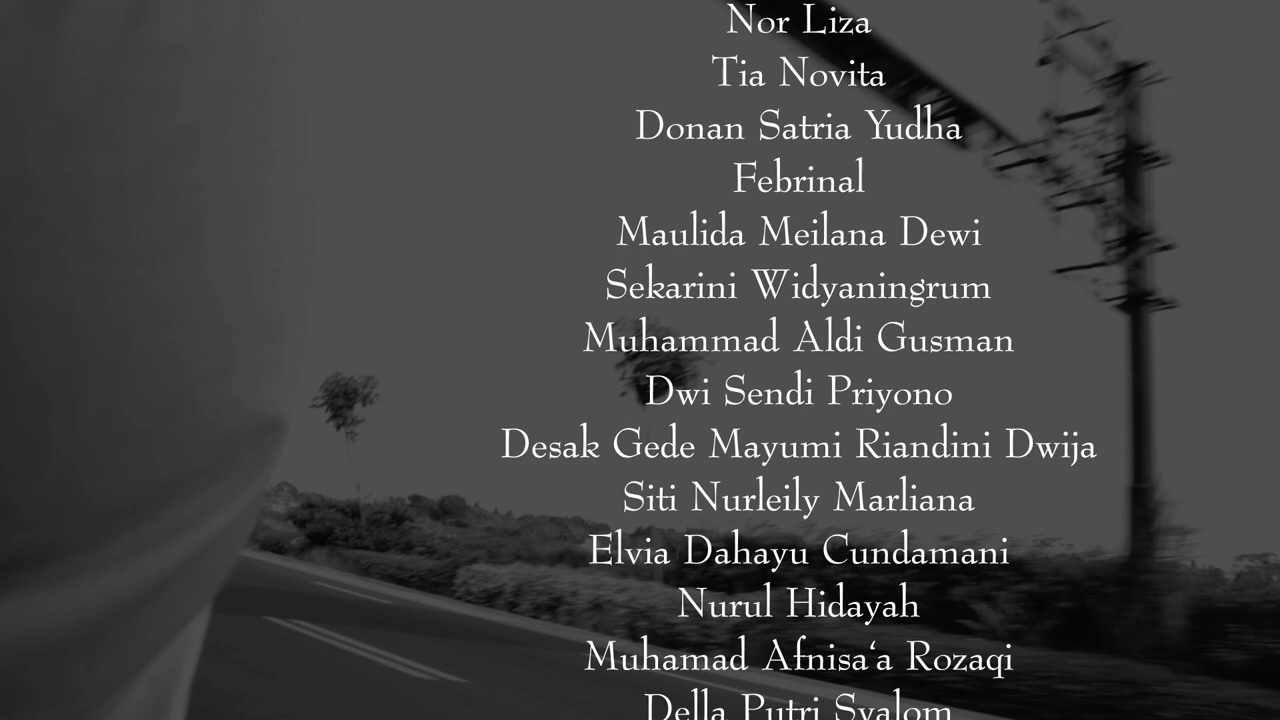 Nor Liza
Tia Novita
Donan Satria Yudha
Febrinal
Maulida Meilana Dewi
Sekarini Widyaningrum
Muhammad Aldi Gusman
Dwi Sendi Priyono
Desak Gede Mayumi Riandini Dwija
Siti Nurleily Marliana
Elvia Dahayu Cundamani
Nurul Hidayah
Muhamad Afnisa‘a Rozaqi
Della Putri Syalom